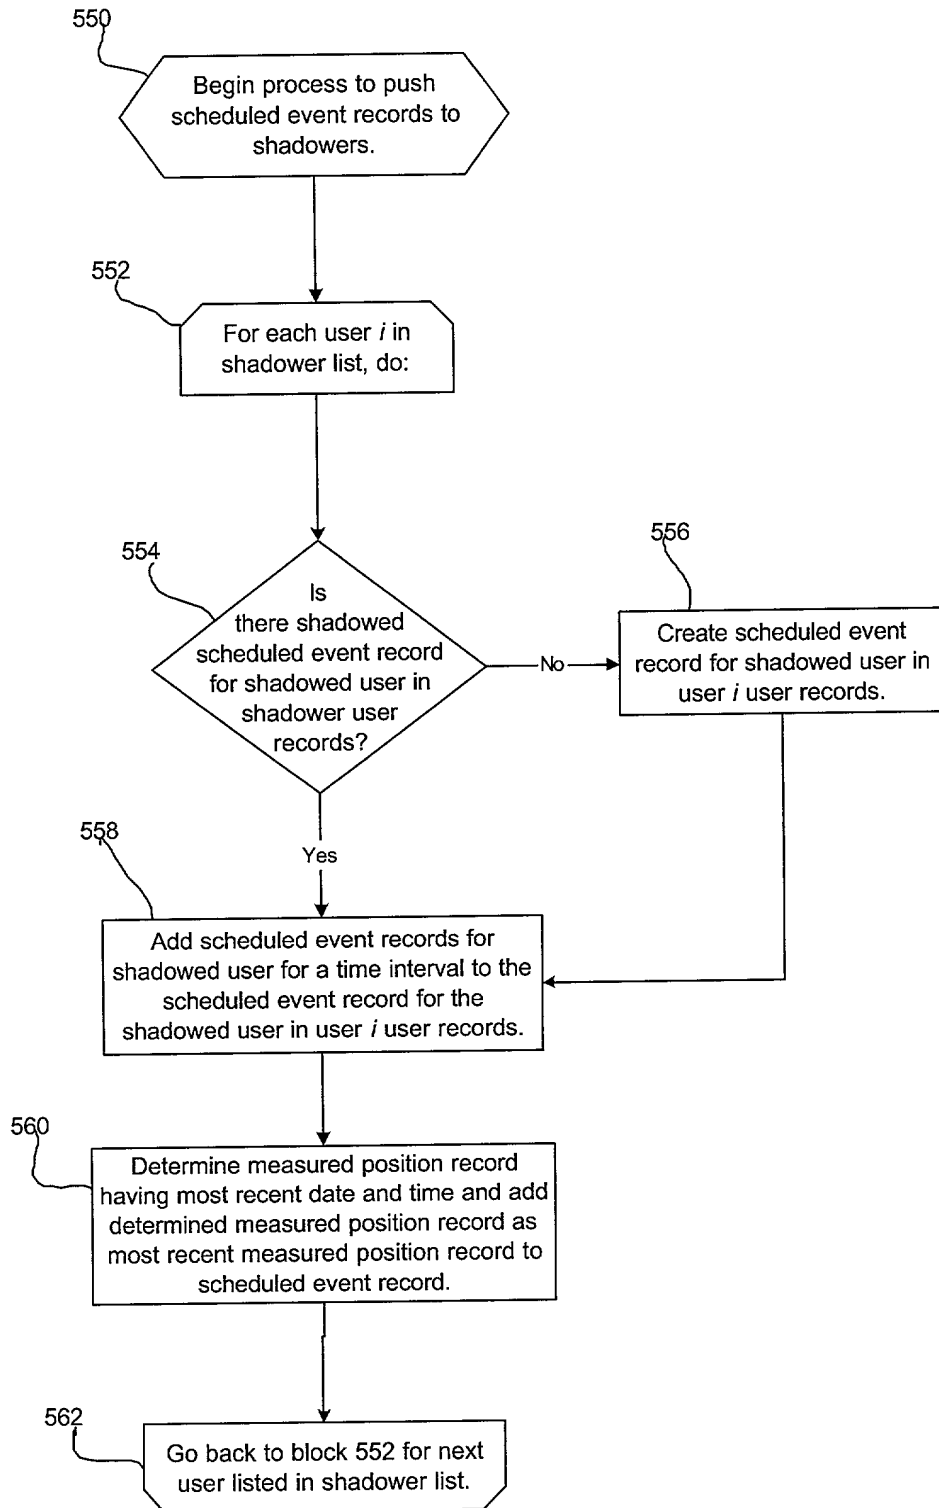 550
Begin process to push
scheduled event records to
shadowers.
552
For each user i in
shadower list, do:
554
Is
there shadowed
scheduled event record
for shadowed user in
shadower user
records?
No
556
Create scheduled event
record for shadowed user in
user i user records.
Yes
558
Add scheduled event records for
shadowed user for a time interval to the
scheduled event record for the
shadowed user in user i user records.
560
Determine measured position record
having most recent date and time and add
determined measured position record as
most recent measured position record to
scheduled event record.
562
Go back to block 552 for next
user listed in shadower list.